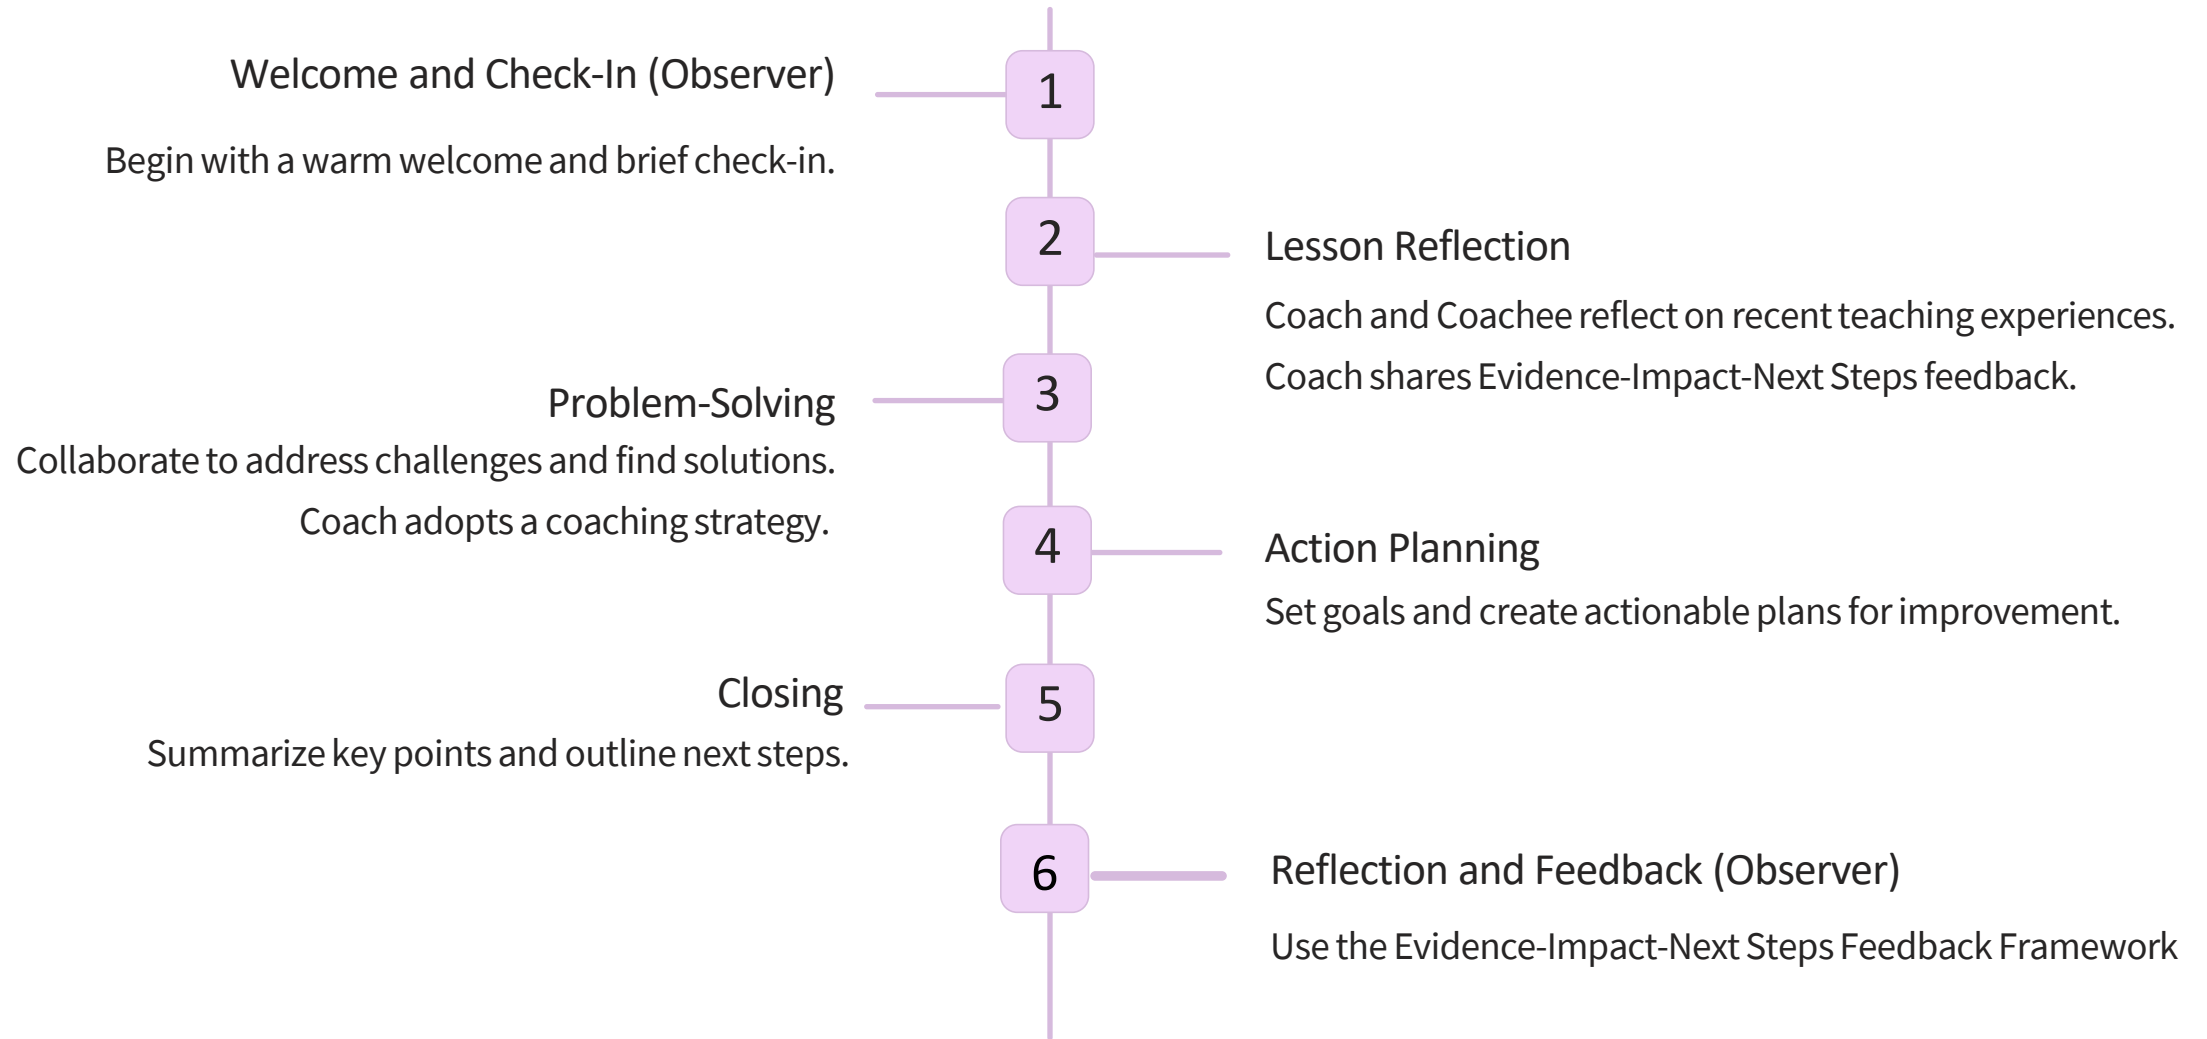 1
Welcome and Check-In (Observer)
Begin with a warm welcome and brief check-in.
2
Lesson Reflection
Coach and Coachee reflect on recent teaching experiences.
Coach shares Evidence-Impact-Next Steps feedback.
3
Problem-Solving
Collaborate to address challenges and find solutions.
Coach adopts a coaching strategy.
4
Action Planning
Set goals and create actionable plans for improvement.
5
Closing
Summarize key points and outline next steps.
6
Reflection and Feedback (Observer)
Use the Evidence-Impact-Next Steps Feedback Framework